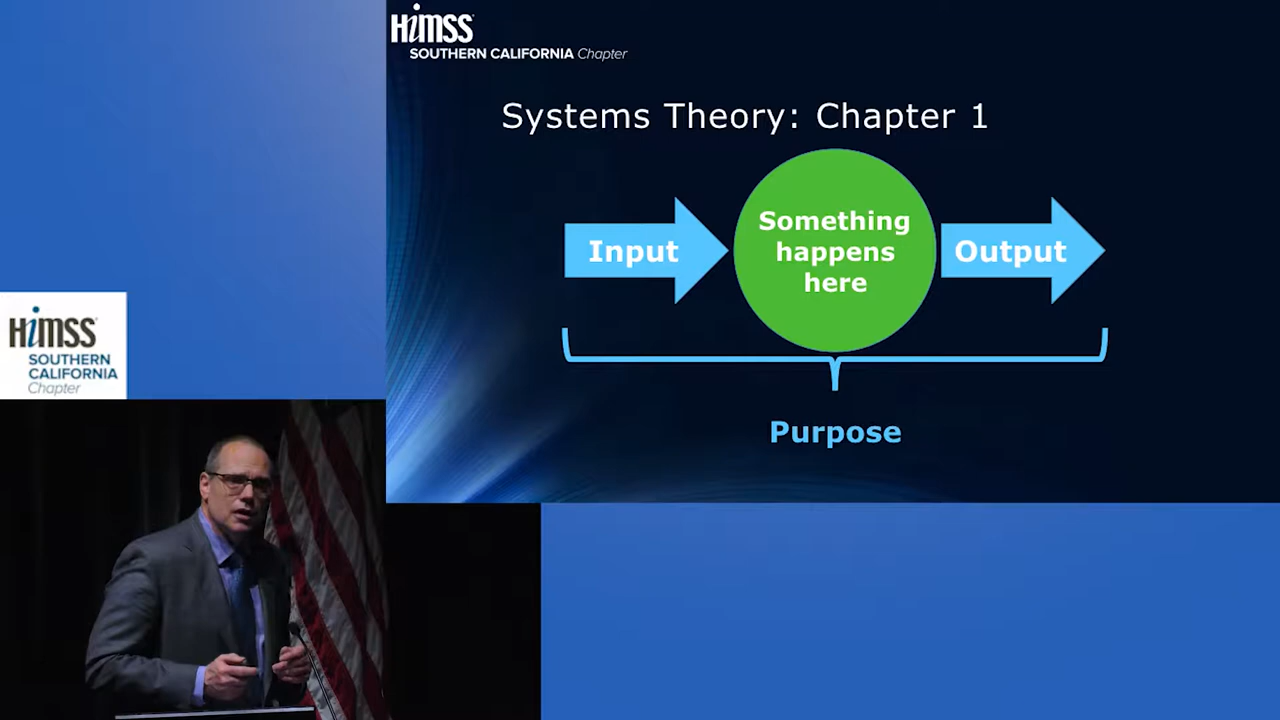 HiMSS
SOUTHERN CALIFORNIA Chapter
Systems Theory: Chapter 1
Input
Something
happens
here
Output
Purpose
HiMSS
SOUTHERN
CALIFORNIA
Chapter